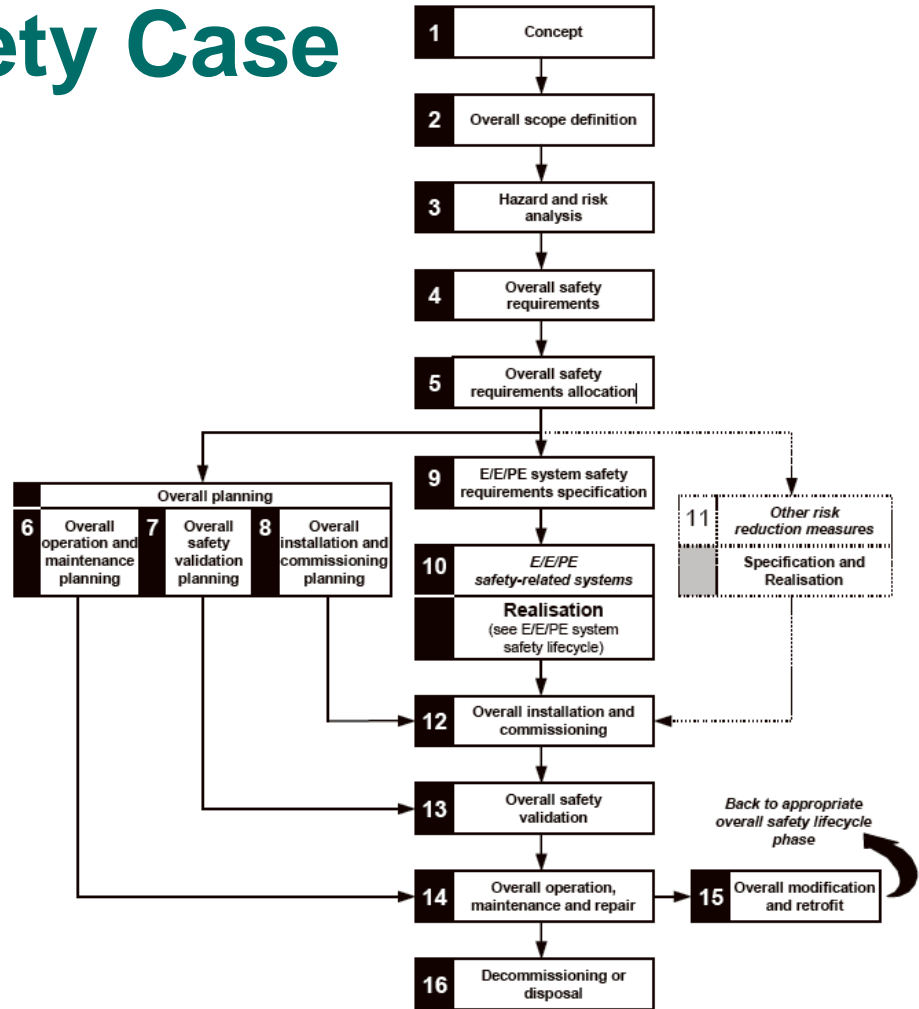 ety Case
1
Concept
2
Overall scope definition
3
Hazard and risk
analysis
4
Overall safety
requirements
5
Overall safety
requirements allocation
Overall planning
6
Overall
operation and
maintenance
planning
7
Overall
safety
validation
planning
8
Overall
installation and
commissioning
planning
9
E/E/PE system safety
requirements specification
10
E/E/PE
safety-related systems
Realisation
(see E/E/PE system
safety lifecycle)
11
Other risk
reduction measures
Specification and
Realisation
12
Overall installation and
commissioning
13
Overall safety
validation
Back to appropriate
overall safety lifecycle
phase
14
Overall operation,
maintenance and repair
15
Overall modification
and retrofit
16
Decommissioning or
disposal